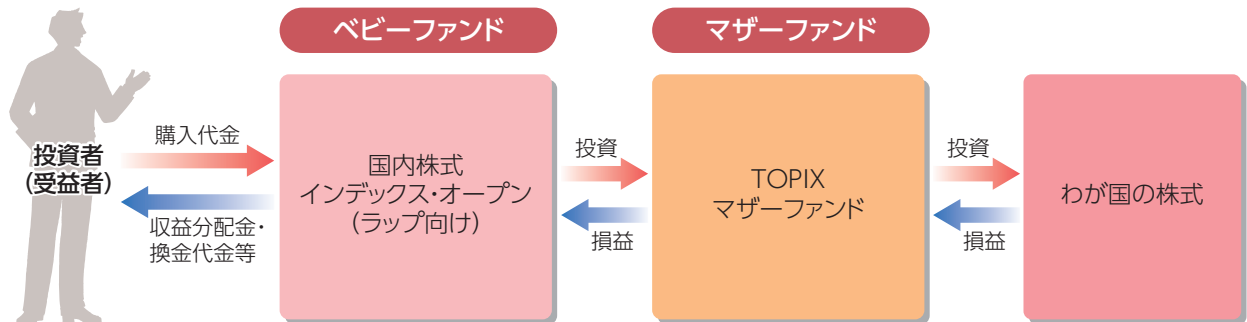 ベビーファンド
マザーファンド
投資者
(受益者)
購入代金
収益分配金・
換金代金等
国内株式
インデックス・オープン
(ラップ向け)
投資
損益
TOPIX
マザーファンド
投資
損益
わが国の株式